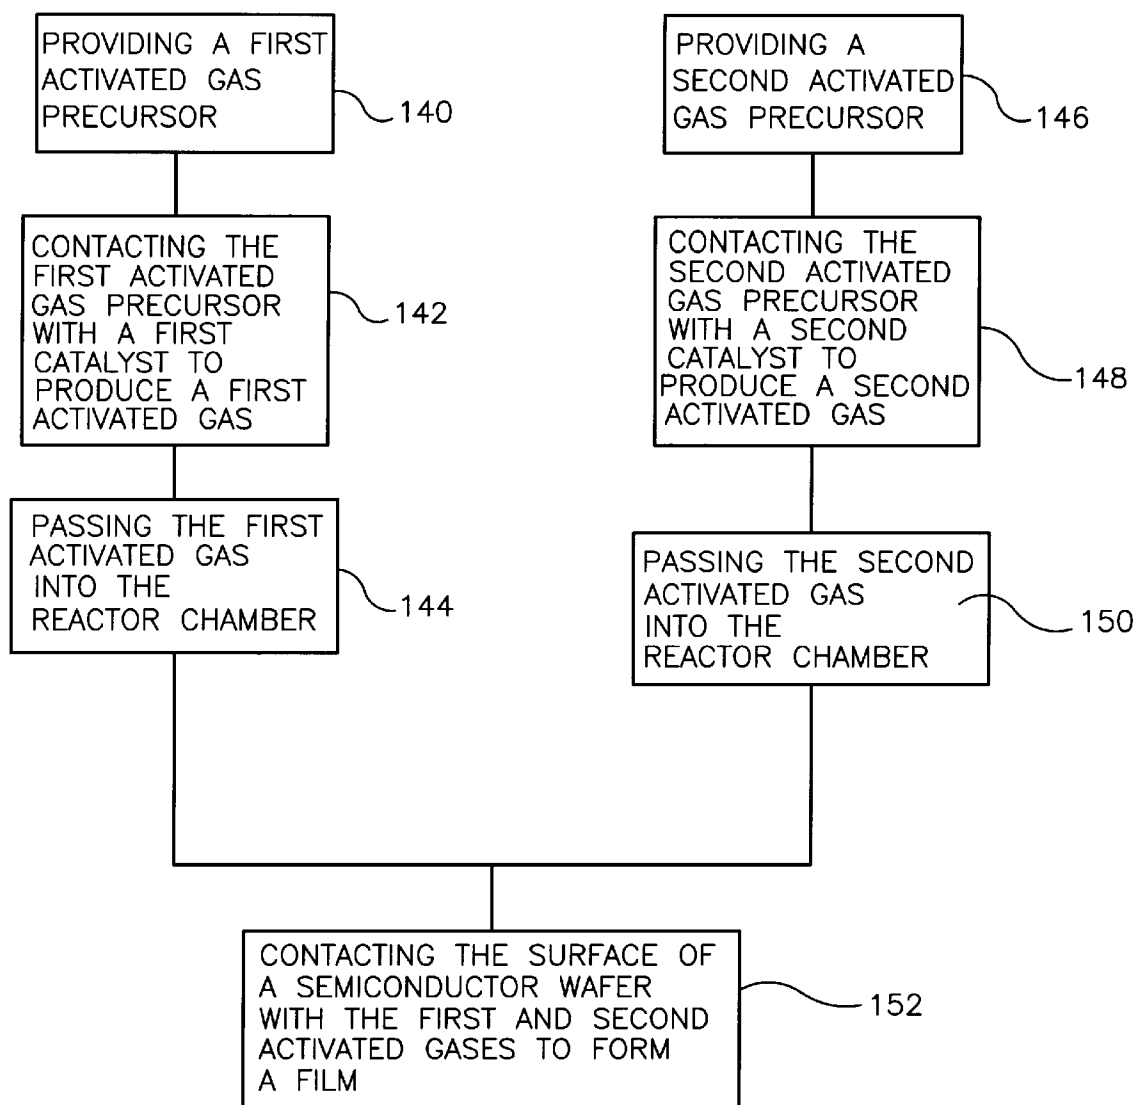 PROVIDING A FIRST
ACTIVATED GAS
PRECURSOR
140
CONTACTING THE
FIRST ACTIVATED
GAS PRECURSOR
WITH A FIRST
CATALYST TO
PRODUCE A FIRST
ACTIVATED GAS
142
PASSING THE FIRST
ACTIVATED GAS
INTO THE
REACTOR CHAMBER
144
PROVIDING A
SECOND ACTIVATED
GAS PRECURSOR
146
CONTACTING THE
SECOND ACTIVATED
GAS PRECURSOR
WITH A SECOND
CATALYST TO
PRODUCE A SECOND
ACTIVATED GAS
148
PASSING THE SECOND
ACTIVATED GAS
INTO THE
REACTOR CHAMBER
150
CONTACTING THE SURFACE OF
A SEMICONDUCTOR WAFER
WITH THE FIRST AND SECOND
ACTIVATED GASES TO FORM
A FILM
152